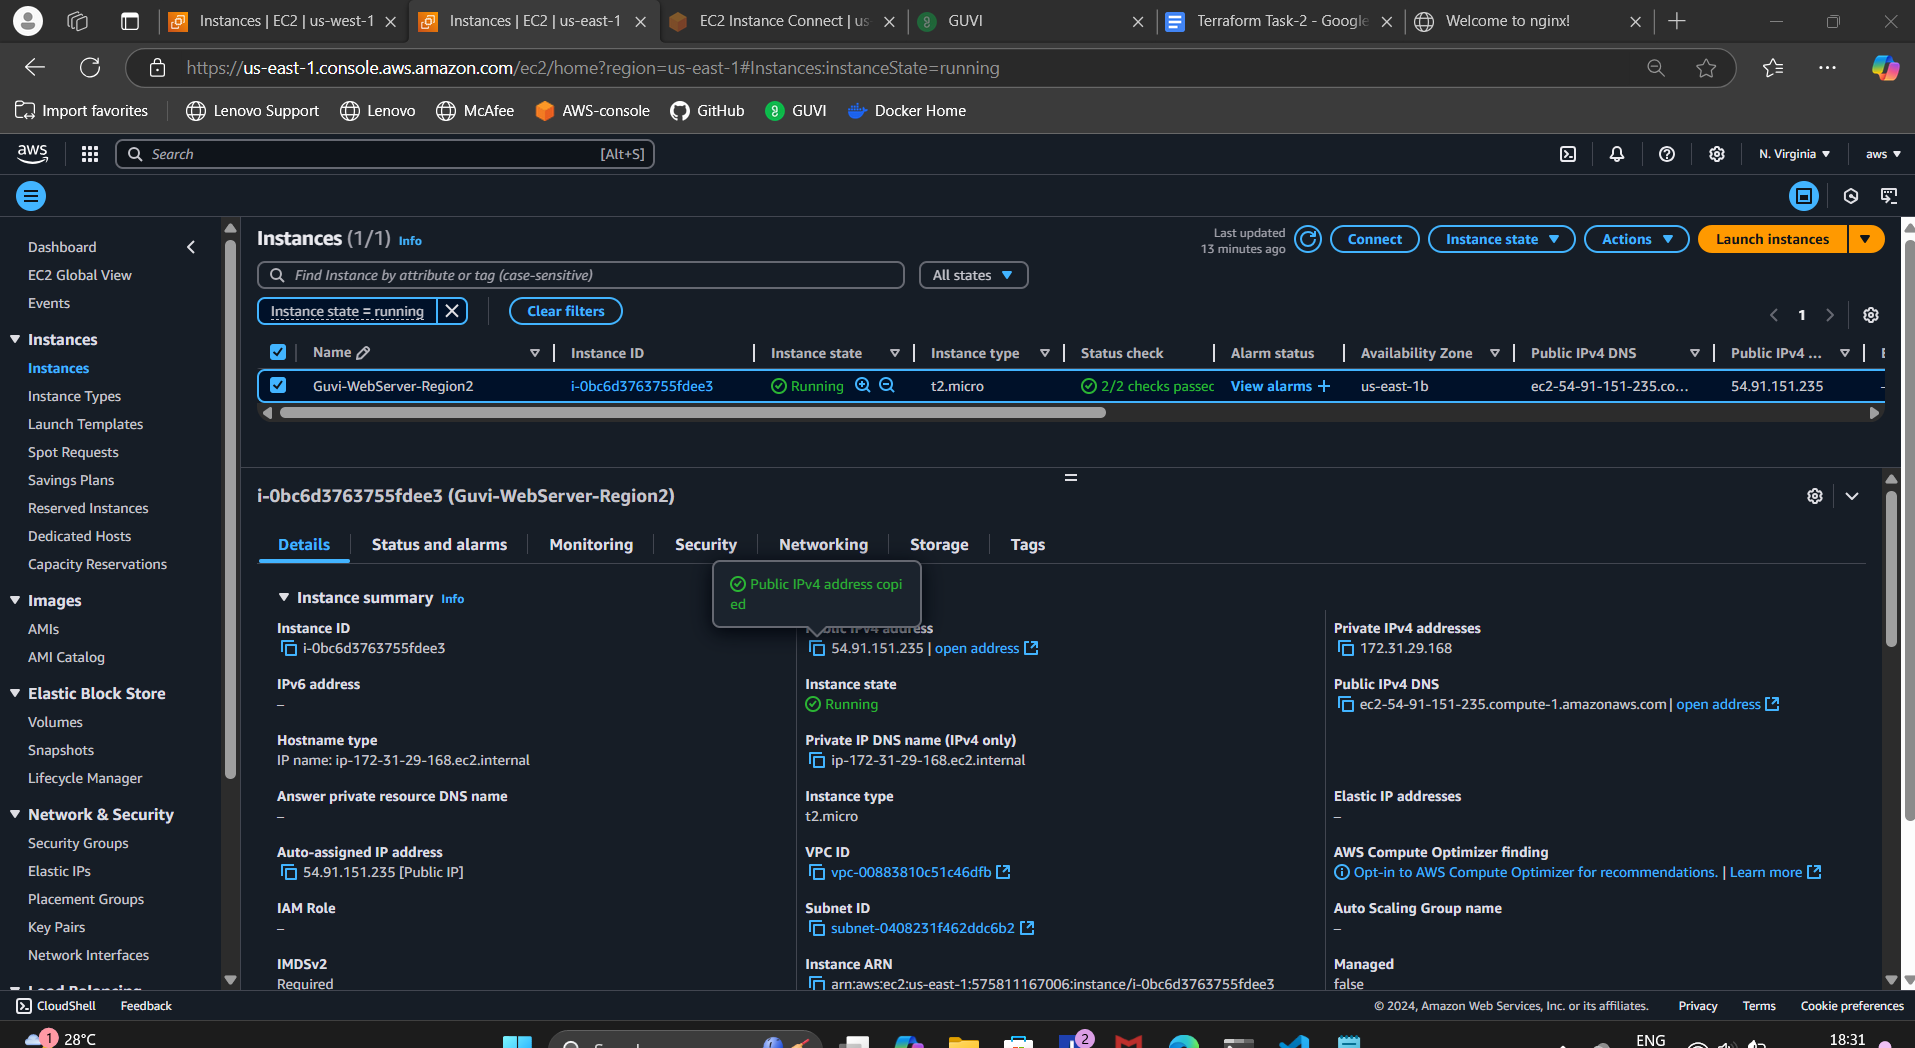 Instances | EC2 | us-west-1
Instances | EC2 | us-east-1
EC2 Instance Connect | us-
GUVI
Terraform Task-2 - Google
Welcome to nginx!
https://us-east-1.console.aws.amazon.com/ec2/home?region=us-east-1#Instances:instanceState=running
Import favorites
Lenovo Support
Lenovo
McAfee
AWS-console
GitHub
GUVI
Docker Home
aws
Search
[Alt+S]
N. Virginia
aws
Dashboard
EC2 Global View
Events
Instances
Instances
Instance Types
Launch Templates
Spot Requests
Savings Plans
Reserved Instances
Dedicated Hosts
Capacity Reservations
Images
AMIs
AMI Catalog
Elastic Block Store
Volumes
Snapshots
Lifecycle Manager
Network & Security
Security Groups
Elastic IPs
Placement Groups
Key Pairs
Network Interfaces
Load Balancing
Instances (1/1) Info
Last updated
13 minutes ago
Connect
Instance state
Actions
Launch instances
Find Instance by attribute or tag (case-sensitive)
All states
Instance state = running
Clear filters
1
Name
Instance ID
Instance state
Instance type
Status check
Alarm status
Availability Zone
Public IPv4 DNS
Public IPv4 ...
Guvi-WebServer-Region2
i-0bc6d3763755fdee3
Running
t2.micro
2/2 checks passec
View alarms +
us-east-1b
ec2-54-91-151-235.co...
54.91.151.235
–
i-0bc6d3763755fdee3 (Guvi-WebServer-Region2)
Details
Status and alarms
Monitoring
Security
Networking
Storage
Tags
Public IPv4 address copi
ed
Instance summary Info
Instance ID
i-0bc6d3763755fdee3
Public IPv4 address
54.91.151.235 | open address
Private IPv4 addresses
172.31.29.168
IPv6 address
–
Instance state
Running
Public IPv4 DNS
ec2-54-91-151-235.compute-1.amazonaws.com | open address
Hostname type
IP name: ip-172-31-29-168.ec2.internal
Private IP DNS name (IPv4 only)
ip-172-31-29-168.ec2.internal
Answer private resource DNS name
–
Instance type
t2.micro
Elastic IP addresses
–
Auto-assigned IP address
54.91.151.235 [Public IP]
VPC ID
vpc-00883810c51c46dfb
AWS Compute Optimizer finding
Opt-in to AWS Compute Optimizer for recommendations. | Learn more
IAM Role
–
Subnet ID
subnet-0408231f462ddc6b2
Auto Scaling Group name
–
IMDSv2
Required
Instance ARN
arn:aws:ec2:us-east-1:575811167006:instance/i-0bc6d3763755fdee3
Managed
false
CloudShell
Feedback
© 2024, Amazon Web Services, Inc. or its affiliates.
Privacy
Terms
Cookie preferences
1
28°C
2
ENG
18:31